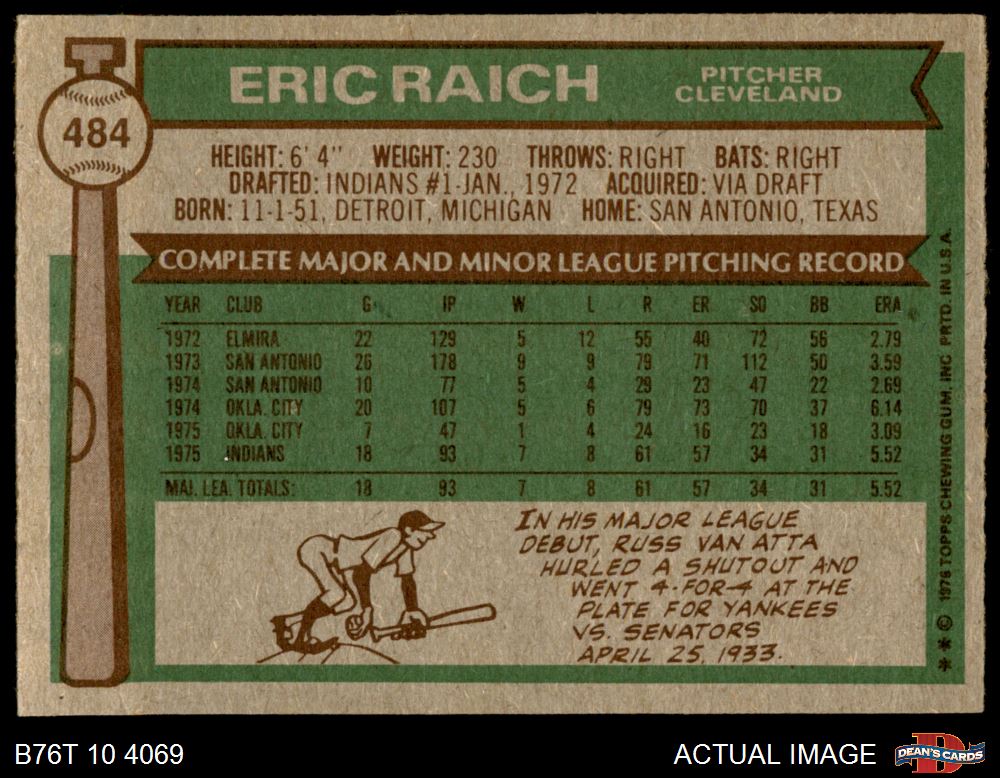 ERIC RAICH
PITCHER
CLEVELAND
484
HEIGHT: 6' 4" WEIGHT: 230 THROWS: RIGHT BATS: RIGHT
DRAFTED: INDIANS #1-JAN., 1972 ACQUIRED: VIA DRAFT
BORN: 11-1-51, DETROIT, MICHIGAN HOME: SAN ANTONIO, TEXAS
COMPLETE MAJOR AND MINOR LEAGUE PITCHING RECORD
YEAR CLUB G IP W L R ER SO BB ERA
1972 ELMIRA 22 129 5 12 55 40 72 56 2.79
1973 SAN ANTONIO 26 178 9 9 79 71 112 50 3.59
1974 SAN ANTONIO 10 77 5 4 29 23 47 22 2.69
1974 OKLA. CITY 20 107 5 6 79 73 70 37 6.14
1975 OKLA. CITY 7 47 1 4 24 16 23 18 3.09
1975 INDIANS 18 93 7 8 61 57 34 31 5.52
MAJ. LEA. TOTALS: 18 93 7 8 61 57 34 31 5.52
IN HIS MAJOR LEAGUE
DEBUT, RUSS VAN ATTA
HURLED A SHUTOUT AND
WENT 4-FOR-4 AT THE
PLATE FOR YANKEES
VS. SENATORS
APRIL 25, 1933.
** © 1976 TOPPS CHEWING GUM, INC. PRTD. IN U.S.A.
B76T 10 4069
ACTUAL IMAGE
DEAN'S CARDS